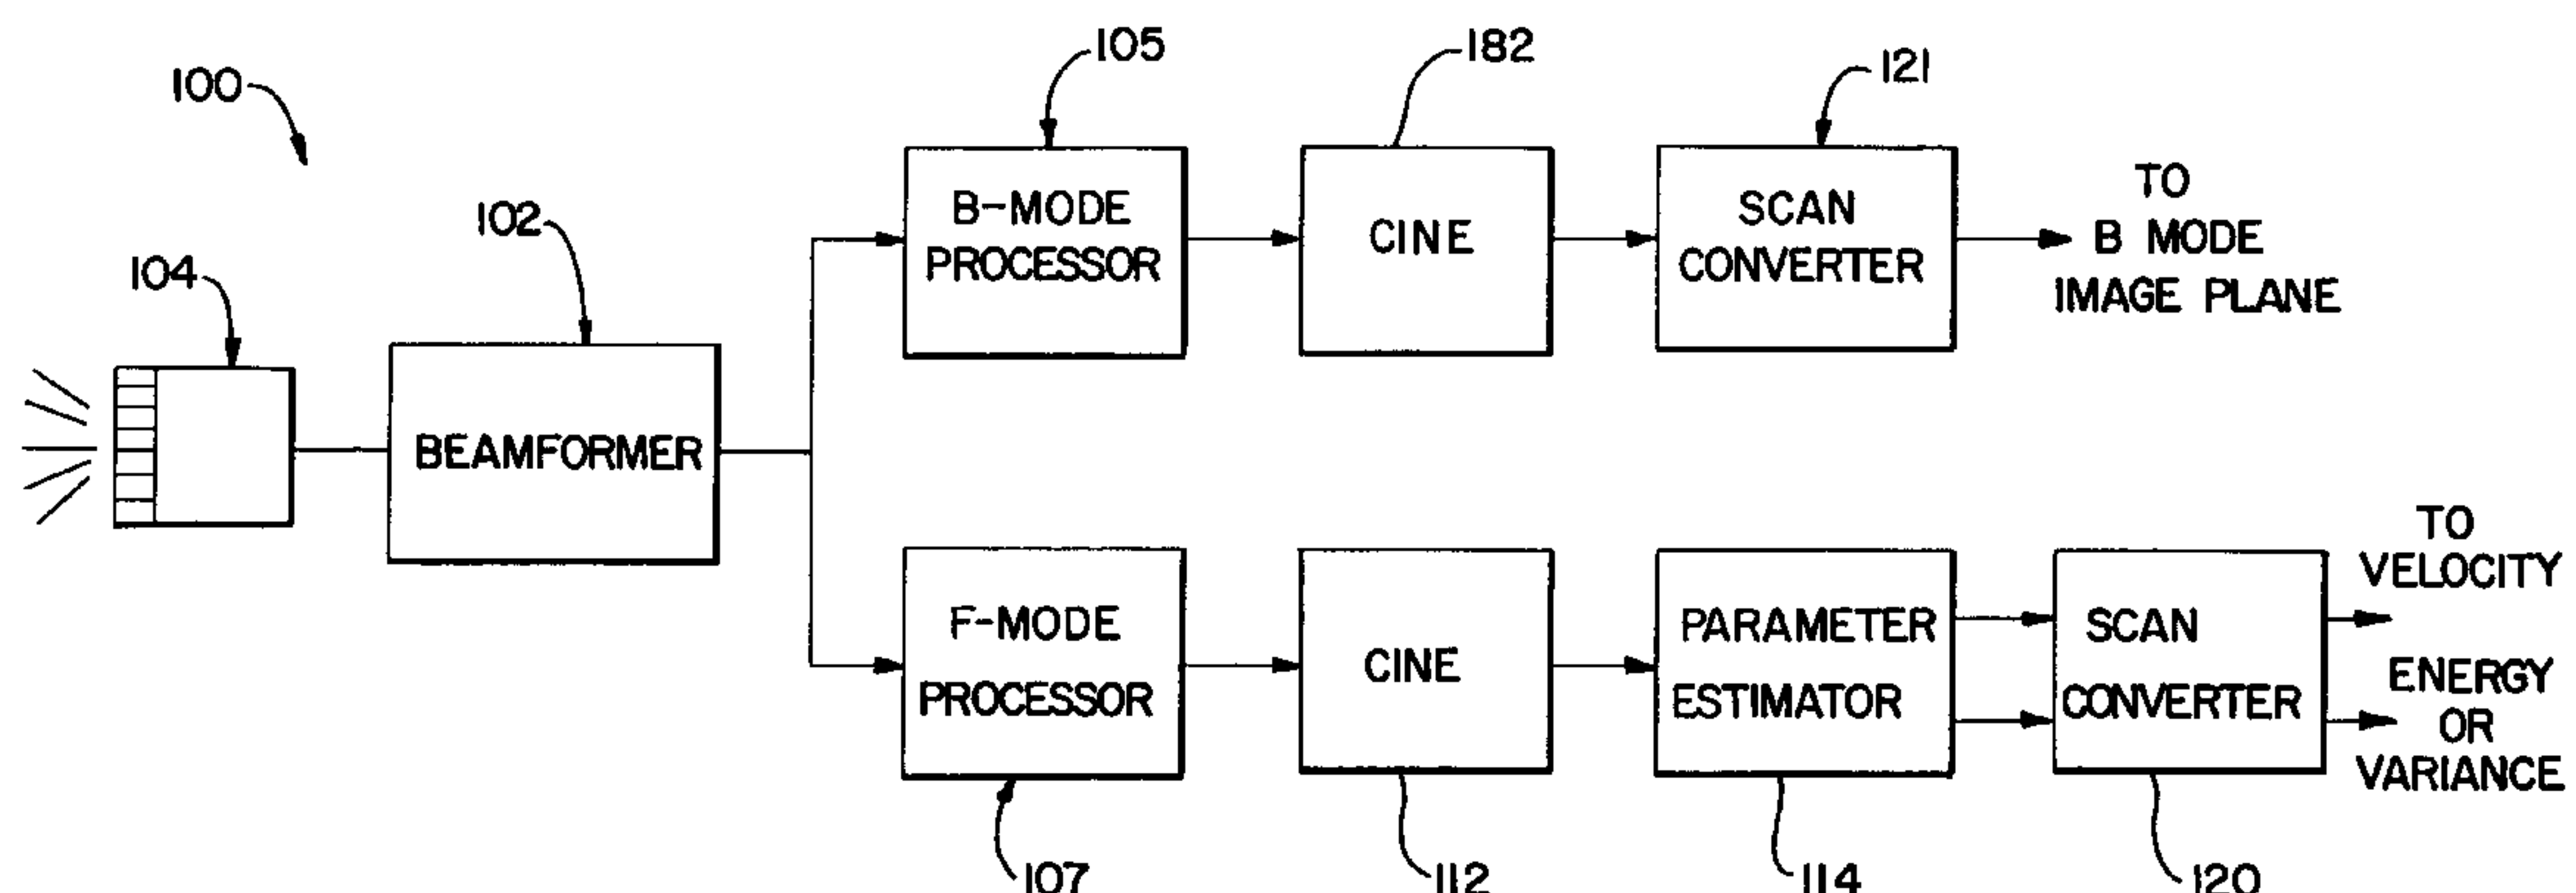 100
104
102
BEAMFORMER
105
B-MODE
PROCESSOR
182
CINE
121
SCAN
CONVERTER
TO
B MODE
IMAGE PLANE
F-MODE
PROCESSOR
107
CINE
112
PARAMETER
ESTIMATOR
114
SCAN
CONVERTER
120
TO
VELOCITY
ENERGY
OR
VARIANCE